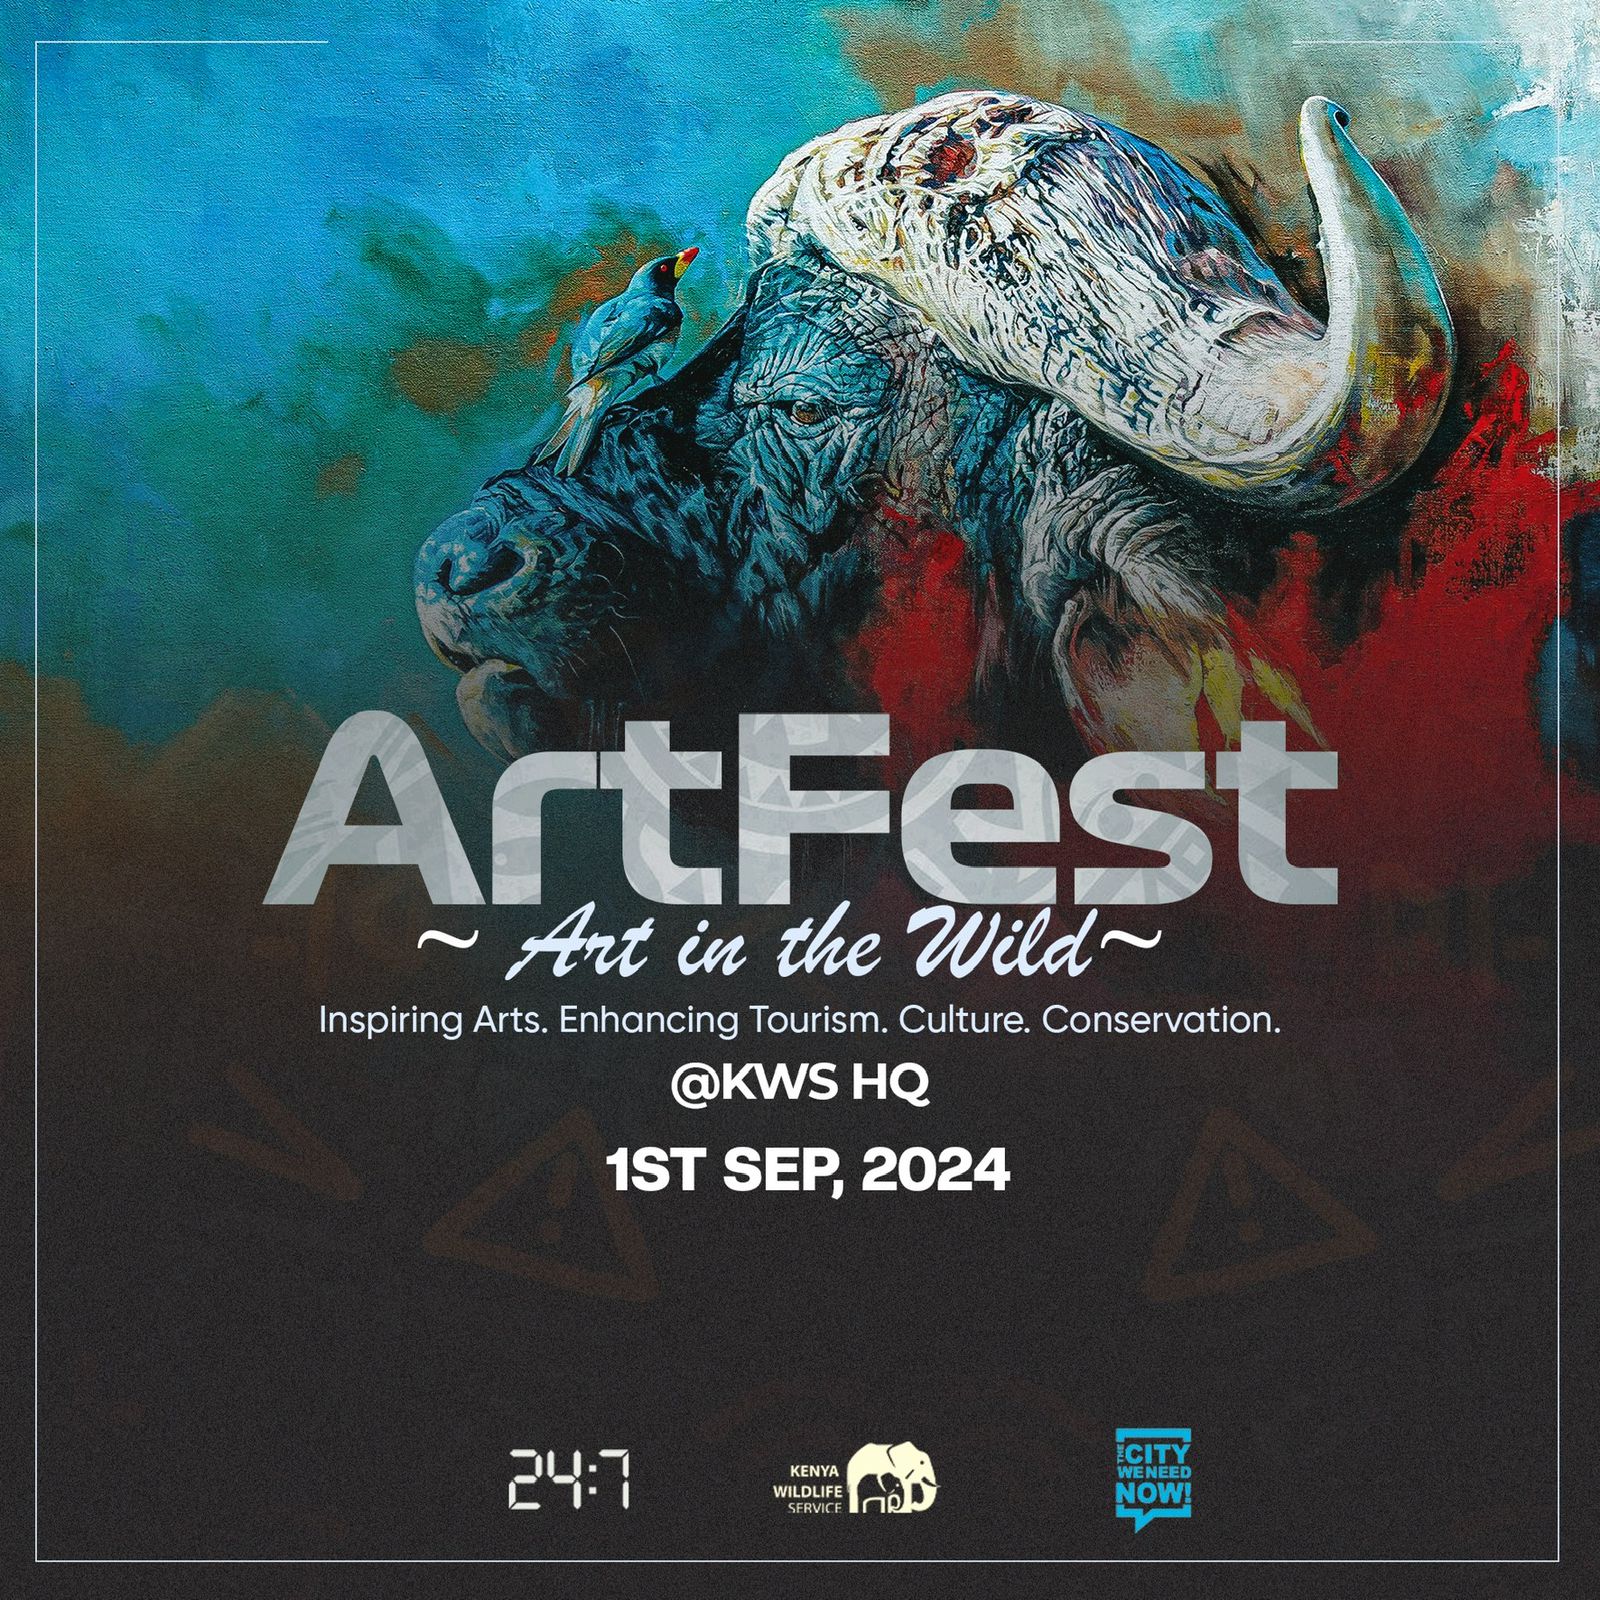 ArtFest
~ Art in the Wild ~
Inspiring Arts. Enhancing Tourism. Culture. Conservation.
@KWS HQ
1ST SEP, 2024
24:7
KENYA
WILDLIFE
SERVICE
THE
CITY
WE NEED
NOW!